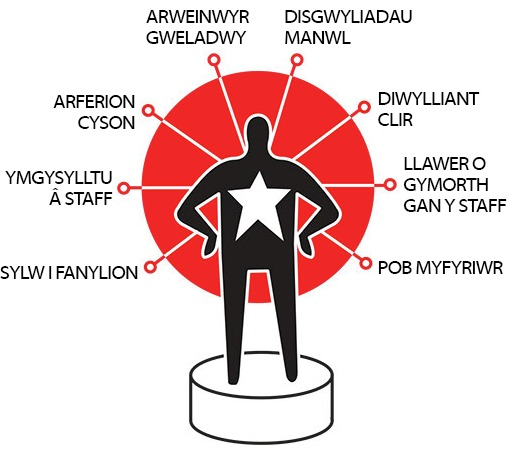 ARWEINWYR
GWELADWY
DISGWYLIADAU
MANWL
ARFERION
CYSON
DIWYLLIANT
CLIR
YMGYSYLLTU
Â STAFF
LLAWER O
GYMORTH
GAN Y STAFF
SYLW I FANYLION
POB MYFYRIWR